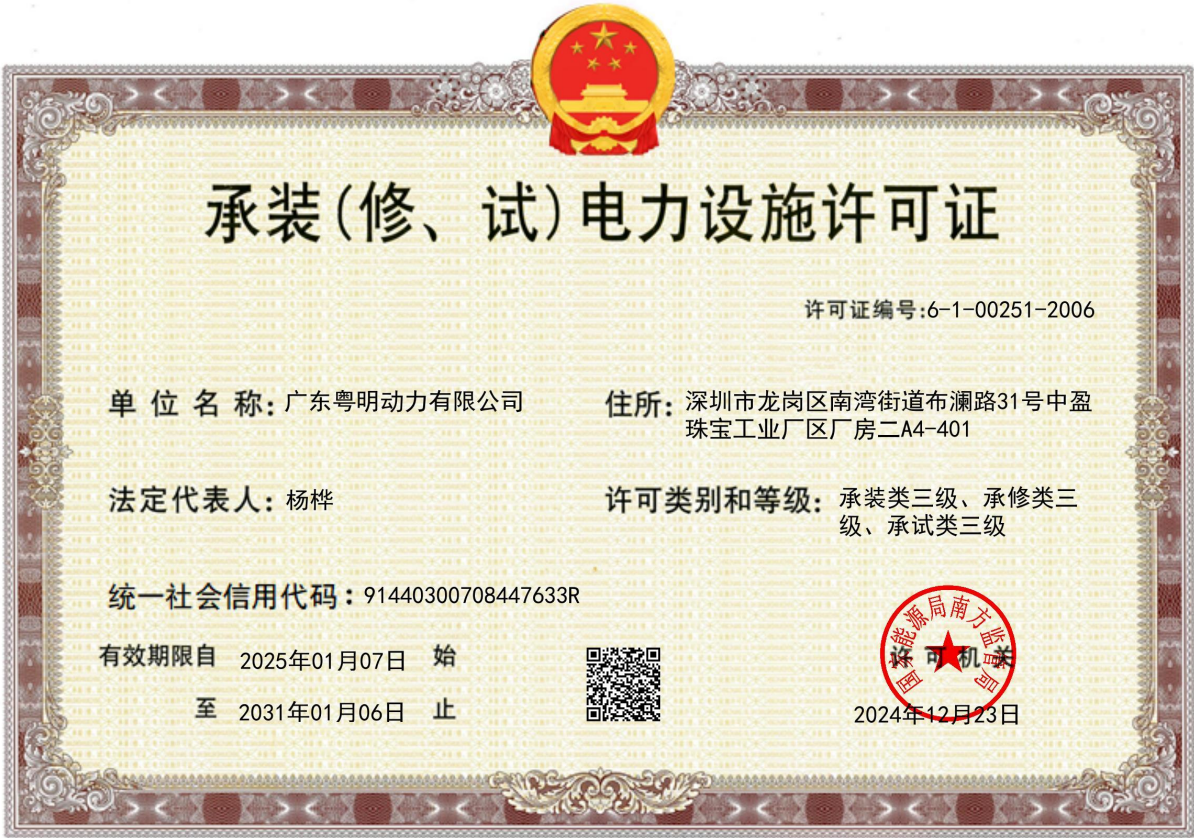 承装(修、试)电力设施许可证
许可证编号:6-1-00251-2006
单位名称:广东粤明动力有限公司
住所:深圳市龙岗区南湾街道布澜路31号中盈
珠宝工业厂区厂房二A4-401
法定代表人:杨桦
许可类别和等级:承装类三级、承修类三
级、承试类三级
统一社会信用代码:91440300708447633R
有效期限自 2025年01月07日 始
至 2031年01月06日 止
国家能源局南方监管局
许可机关
2024年12月23日